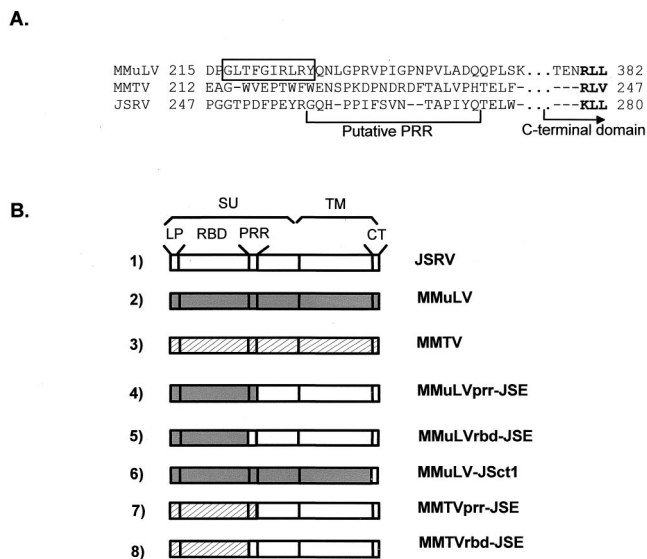 A.
MMuLV 215 DPGLTFGIRLRYQNLGPRVPIGPNPVLADQQPLSK...TENRLL 382
MMTV 212 EAG-WVEPTWFWENSPKDPNDRDFTALVPHTELF-...---RLV 247
JSRV 247 PGGTPDFPEYRGQH-PPIFSVN--TAPIYQTELW-...---KLL 280
Putative PRR C-terminal domain
B.
SU TM
LP RBD PRR CT
1) JSRV
2) MMuLV
3) MMTV
4) MMuLVprr-JSE
5) MMuLVrbd-JSE
6) MMuLV-JSct1
7) MMTVprr-JSE
8) MMTVrbd-JSE